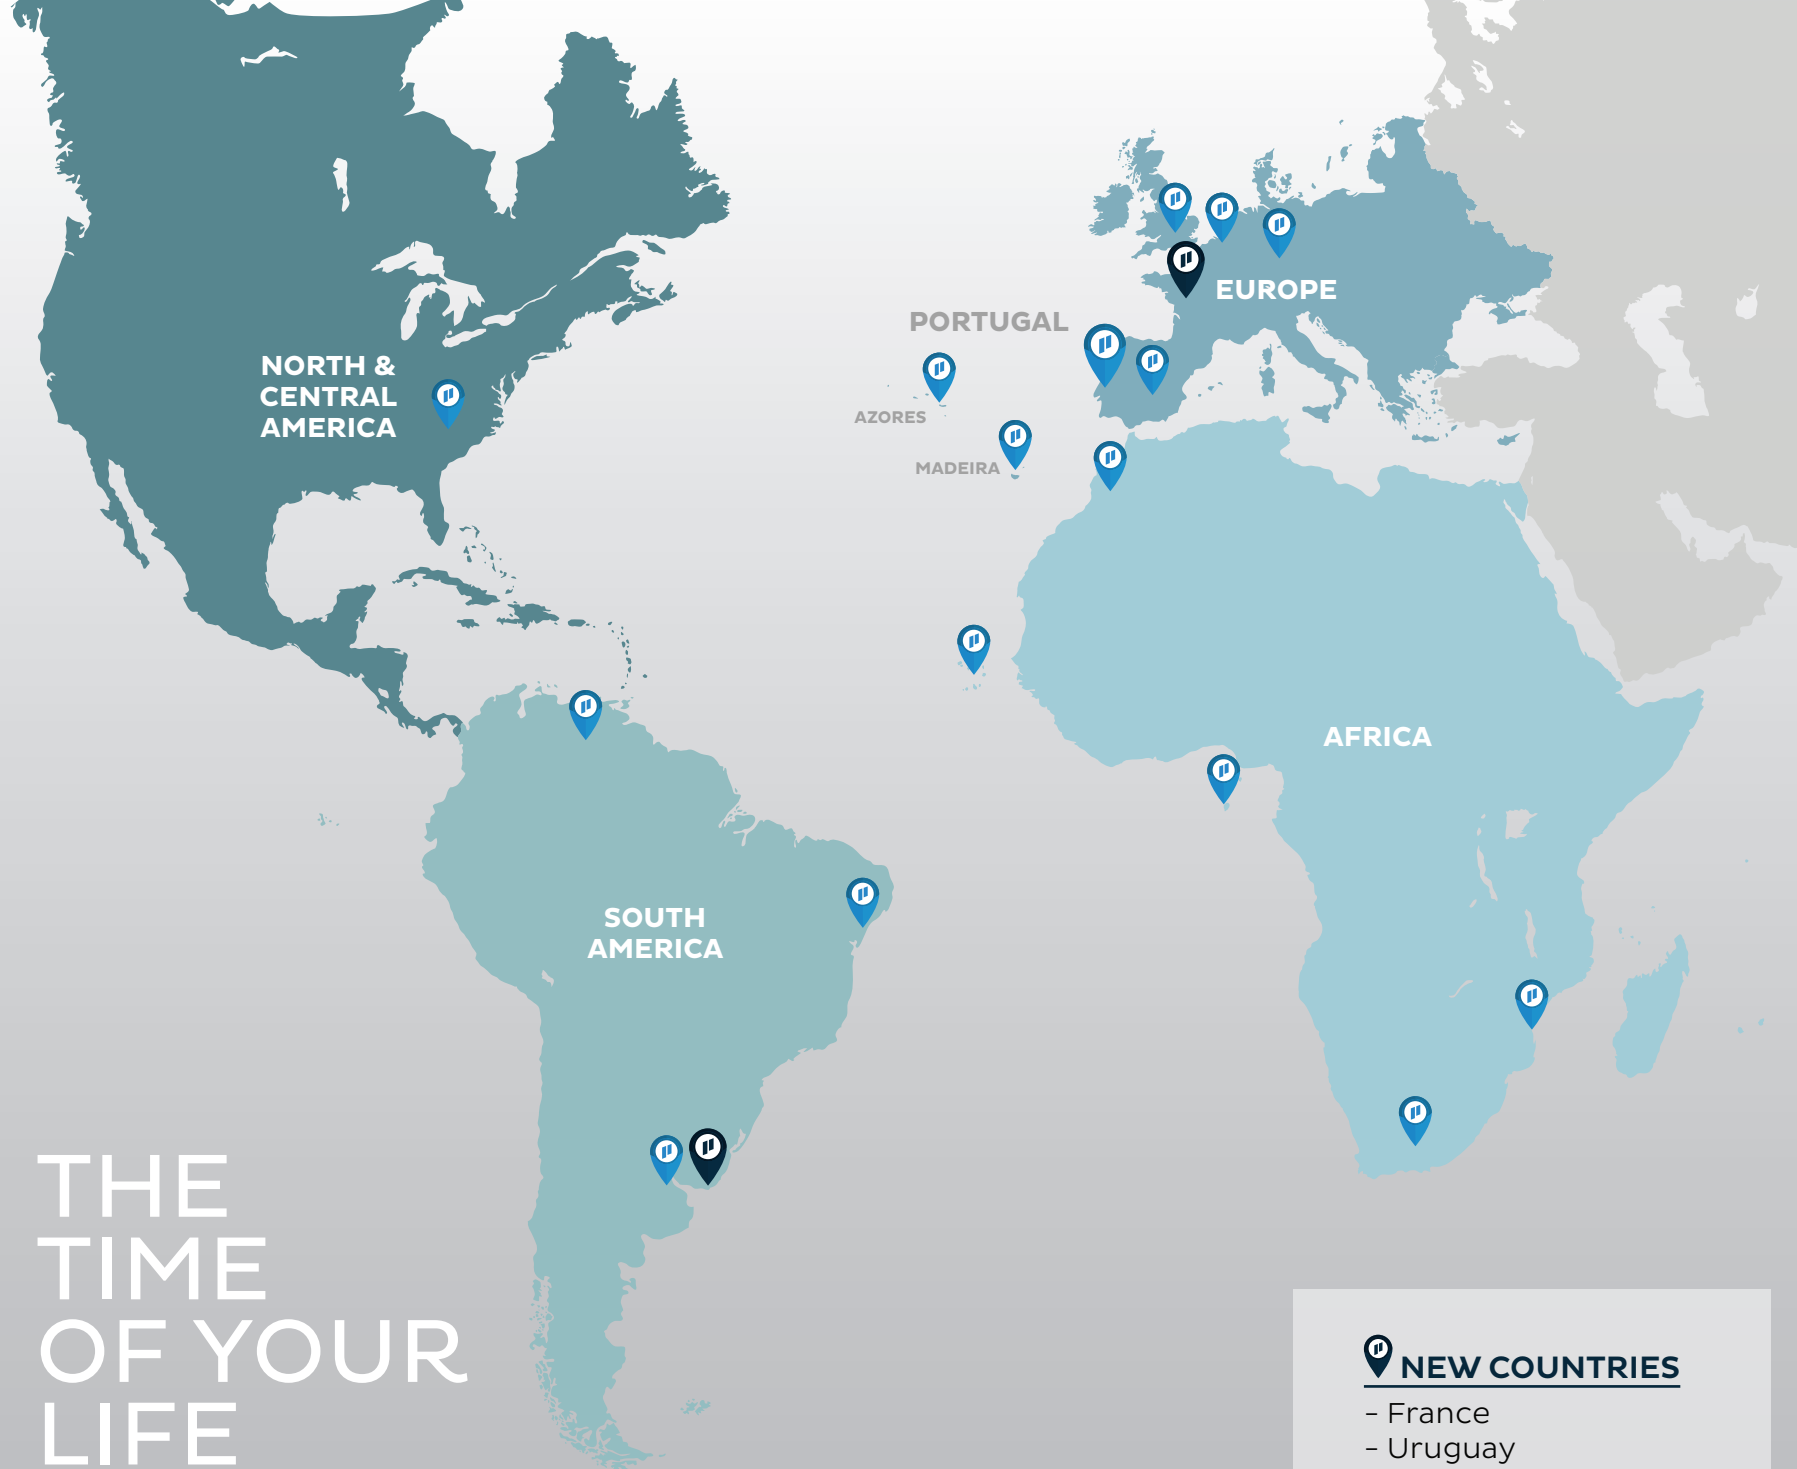 NORTH &
CENTRAL
AMERICA
EUROPE
PORTUGAL
AZORES
MADEIRA
AFRICA
SOUTH
AMERICA
THE
TIME
OF YOUR
LIFE
NEW COUNTRIES
- France
- Uruguay